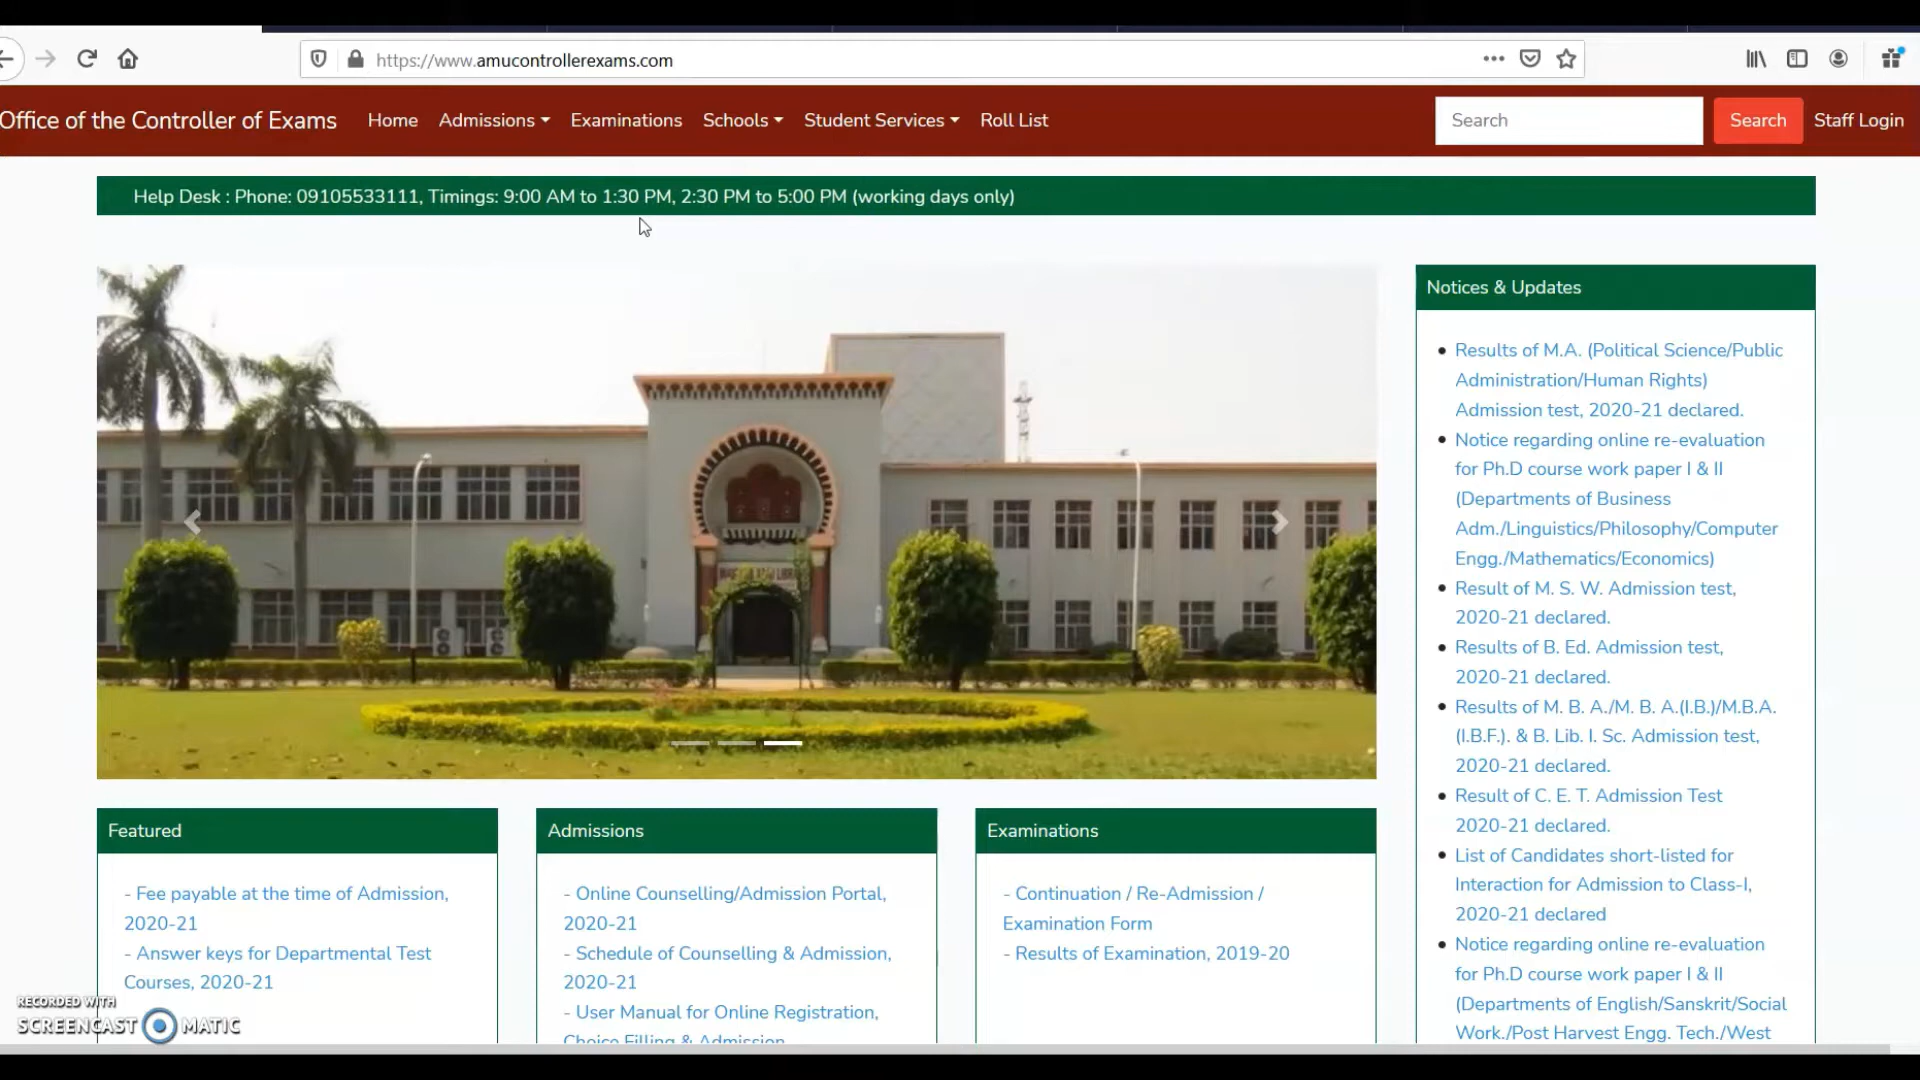 https://www.amucontrollerexams.com
Office of the Controller of Exams
Home
Admissions
Examinations
Schools
Student Services
Roll List
Search
Search
Staff Login
Help Desk : Phone: 09105533111, Timings: 9:00 AM to 1:30 PM, 2:30 PM to 5:00 PM (working days only)
Notices & Updates
Results of M.A. (Political Science/Public
Administration/Human Rights)
Admission test, 2020-21 declared.
Notice regarding online re-evaluation
for Ph.D course work paper I & II
(Departments of Business
Adm./Linguistics/Philosophy/Computer
Engg./Mathematics/Economics)
Result of M. S. W. Admission test,
2020-21 declared.
Results of B. Ed. Admission test,
2020-21 declared.
Results of M. B. A./M. B. A.(I.B.)/M.B.A.
(I.B.F.). & B. Lib. I. Sc. Admission test,
2020-21 declared.
Result of C. E. T. Admission Test
2020-21 declared.
List of Candidates short-listed for
Interaction for Admission to Class-I,
2020-21 declared
Notice regarding online re-evaluation
for Ph.D course work paper I & II
(Departments of English/Sanskrit/Social
Work./Post Harvest Engg. Tech./West
Featured
- Fee payable at the time of Admission,
2020-21
- Answer keys for Departmental Test
Courses, 2020-21
Admissions
- Online Counselling/Admission Portal,
2020-21
- Schedule of Counselling & Admission,
2020-21
- User Manual for Online Registration,
Choice Filling & Admission
Examinations
- Continuation / Re-Admission /
Examination Form
- Results of Examination, 2019-20
RECORDED WITH
SCREENCAST MATIC